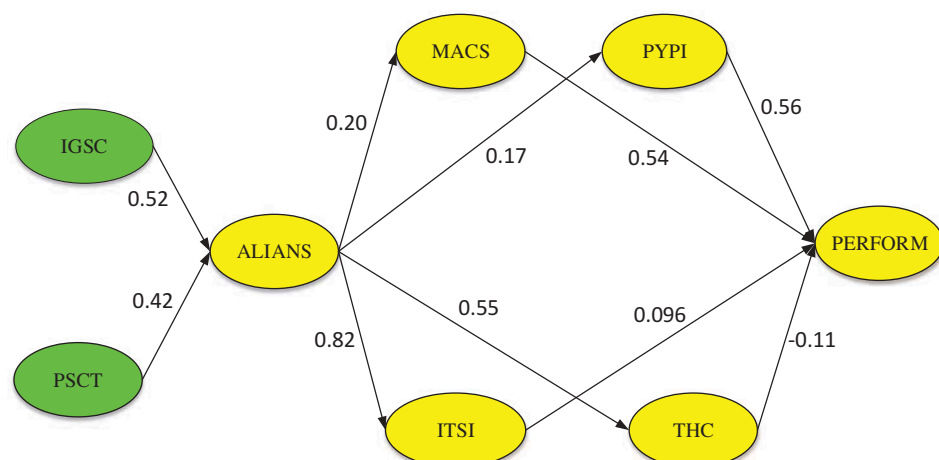 MACS
PYPI
0.56
IGSC
0.20
0.17
0.54
0.52
ALIANS
PERFORM
0.42
0.55
0.096
0.82
-0.11
PSCT
ITSI
THC